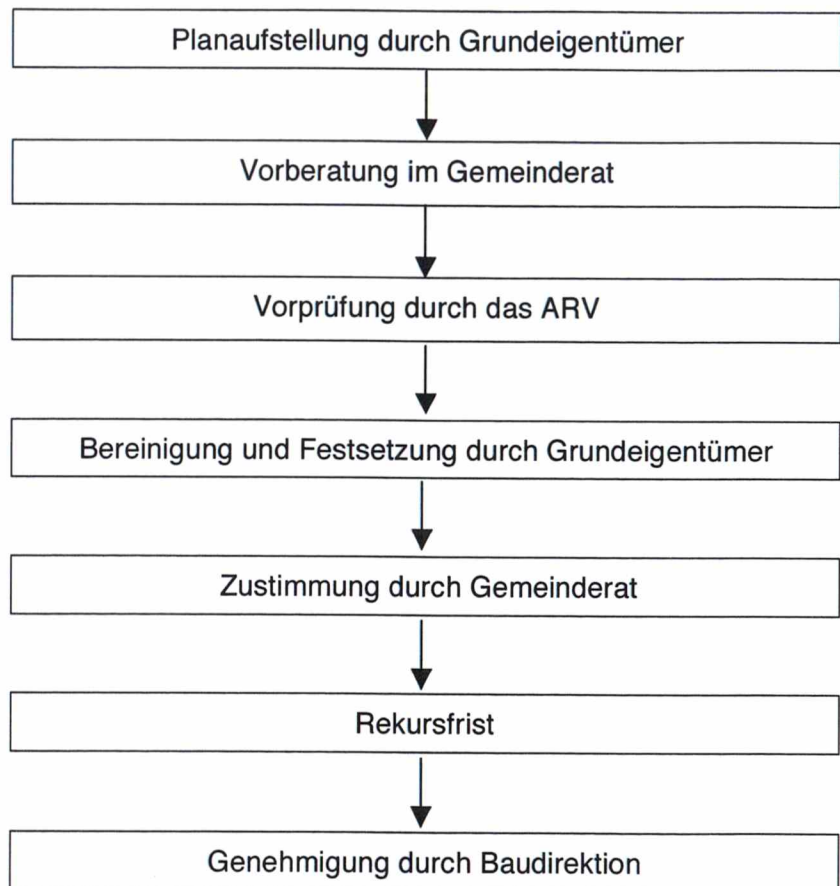 Planaufstellung durch Grundeigentümer
Vorberatung im Gemeinderat
Vorprüfung durch das ARV
Bereinigung und Festsetzung durch Grundeigentümer
Zustimmung durch Gemeinderat
Rekursfrist
Genehmigung durch Baudirektion